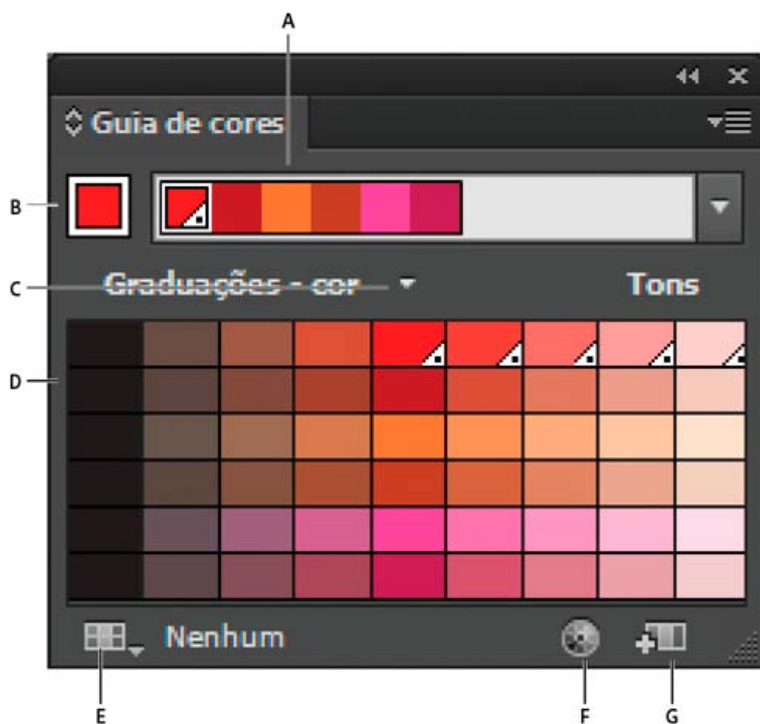 A
Guia de cores
B
C
Graduações - cor Tons
D
Nenhum
E F G